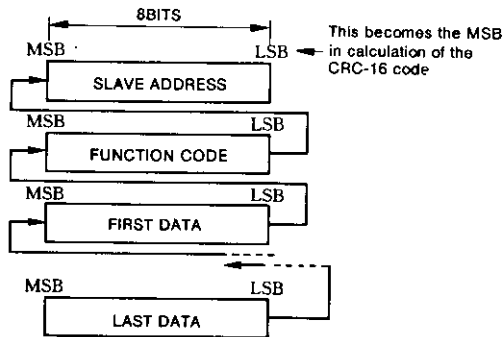 8BITS
MSB LSB
This becomes the MSB
in calculation of the
CRC-16 code
SLAVE ADDRESS
MSB LSB
FUNCTION CODE
MSB LSB
FIRST DATA
MSB LSB
LAST DATA